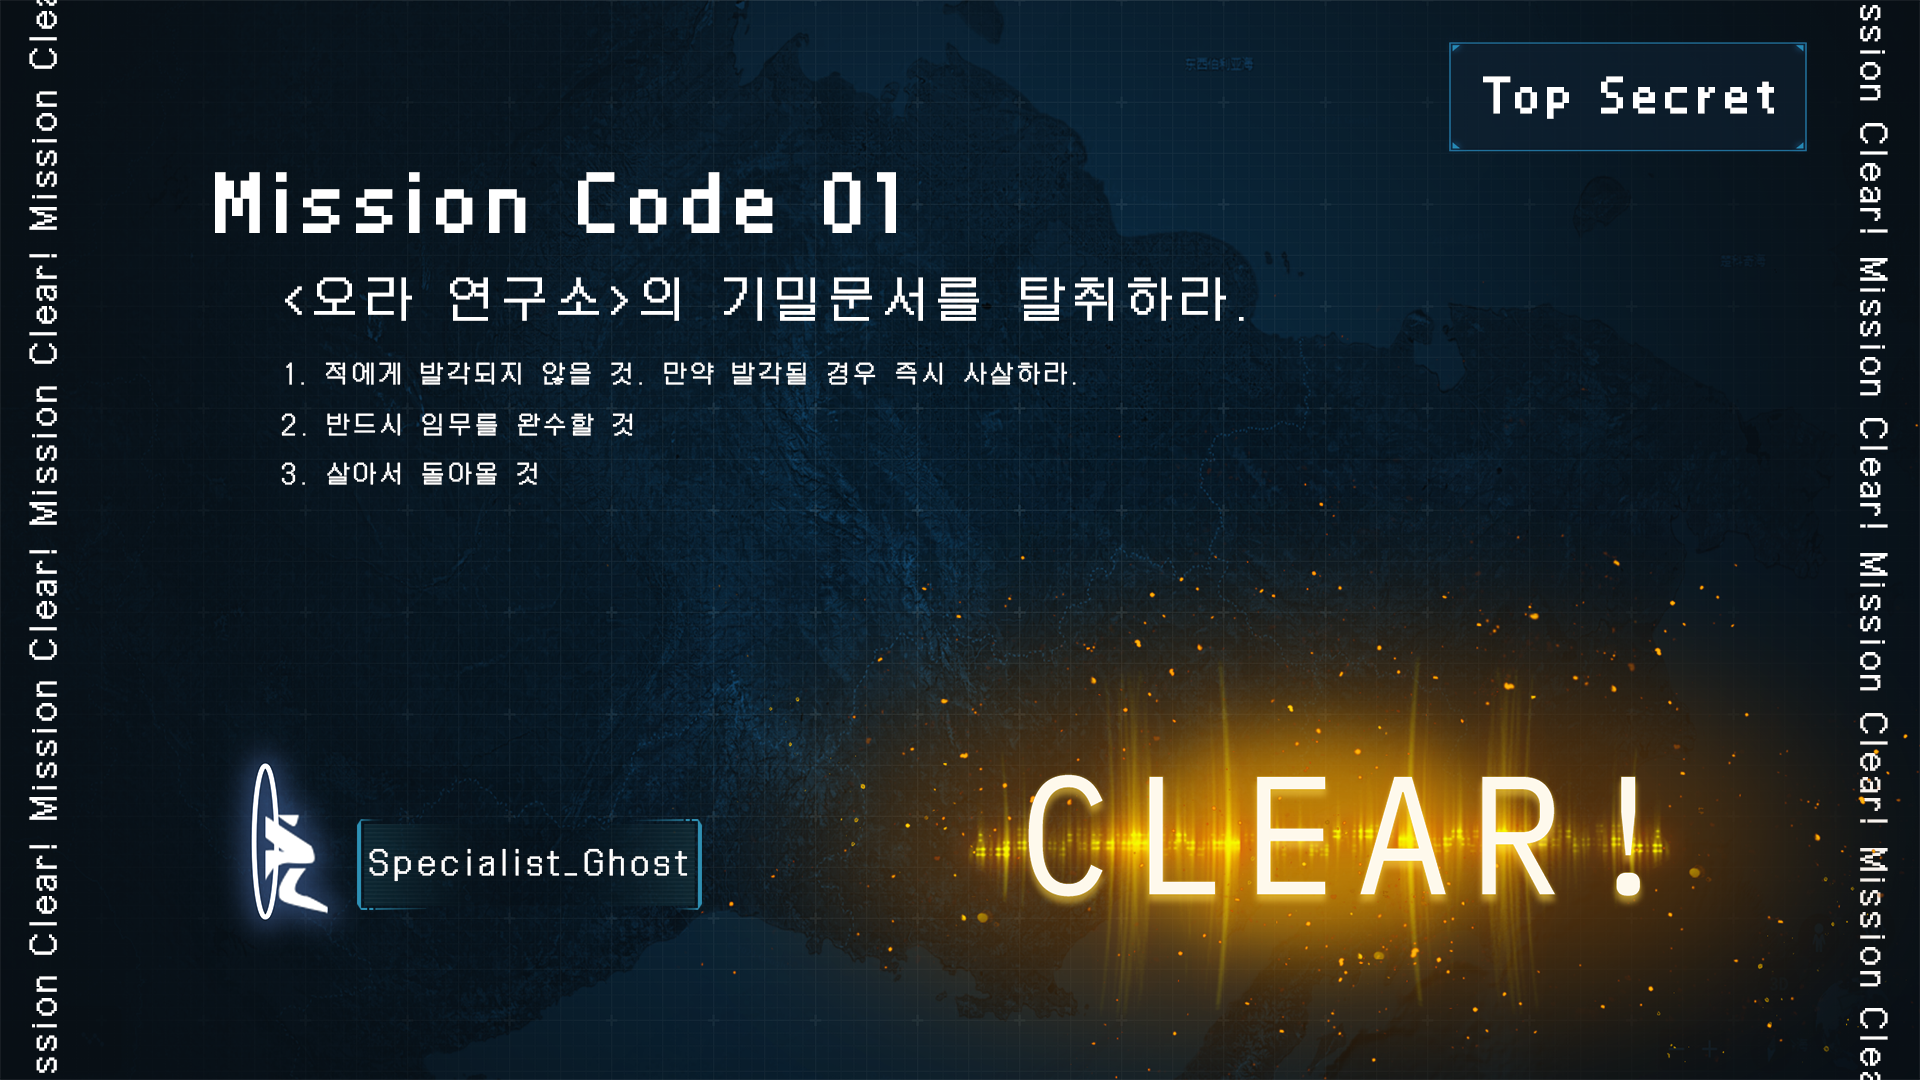 Top Secret
Mission Code 01
<오라 연구소>의 기밀문서를 탈취하라.
1. 적에게 발각되지 않을 것. 만약 발각될 경우 즉시 사살하라.
2. 반드시 임무를 완수할 것
3. 살아서 돌아올 것
Specialist_Ghost
CLEAR!
ssion Clear! Mission Clear! Mission Clear! Mission Clea
ssion Clear! Mission Clear! Mission Clear! Mission Clea